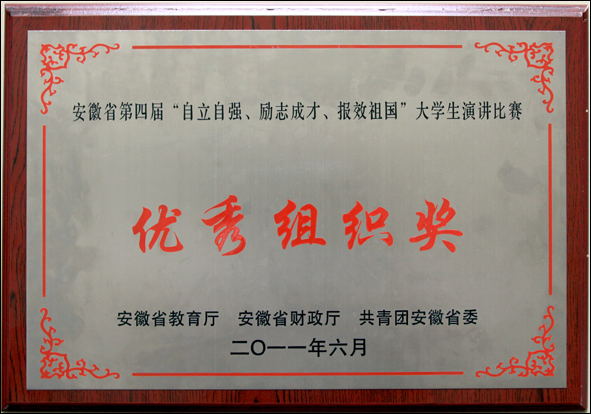 安徽省第四届“自立自强、励志成才、报效祖国”大学生演讲比赛
优秀组织奖
安徽省教育厅 安徽省财政厅 共青团安徽省委
二〇一一年六月